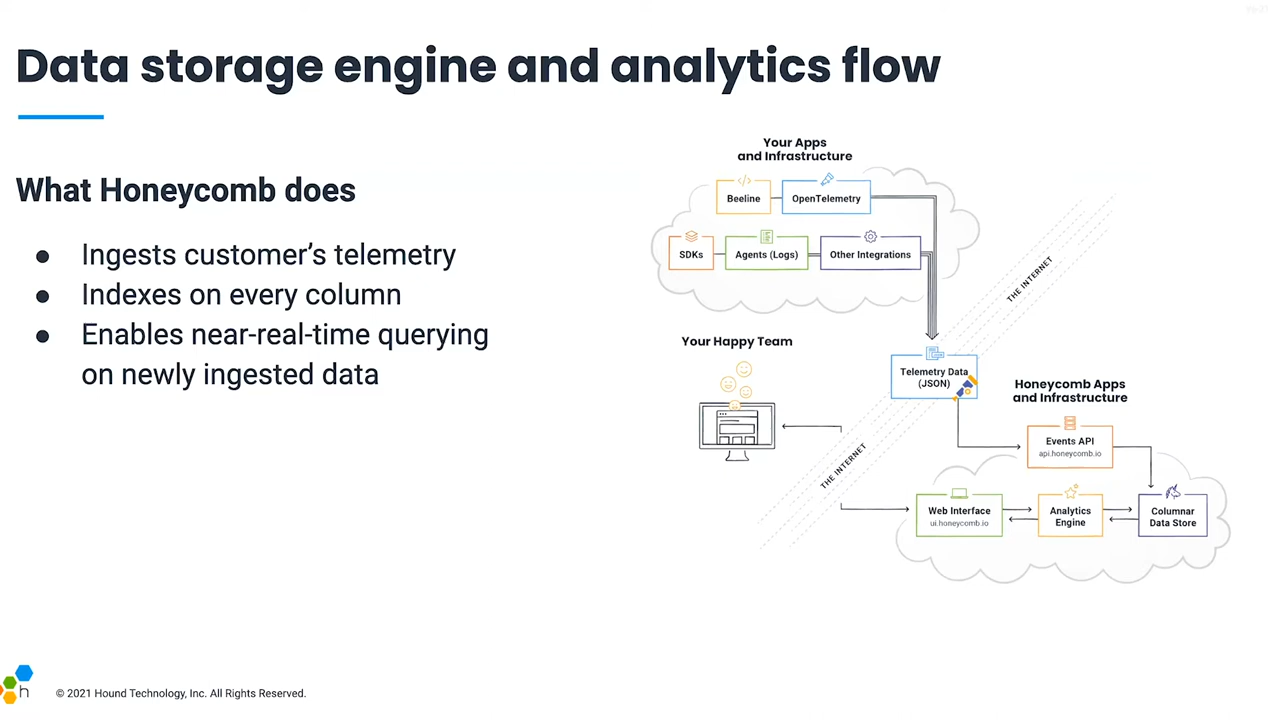 Data storage engine and analytics flow
What Honeycomb does
● Ingests customer's telemetry
● Indexes on every column
● Enables near-real-time querying
on newly ingested data
Your Apps
and Infrastructure
Beeline
OpenTelemetry
SDKs
Agents (Logs)
Other Integrations
THE INTERNET
Your Happy Team
Telemetry Data
(JSON)
Honeycomb Apps
and Infrastructure
Events API
api.honeycomb.io
THE INTERNET
Web Interface
ui.honeycomb.io
Analytics
Engine
Columnar
Data Store
h
© 2021 Hound Technology, Inc. All Rights Reserved.